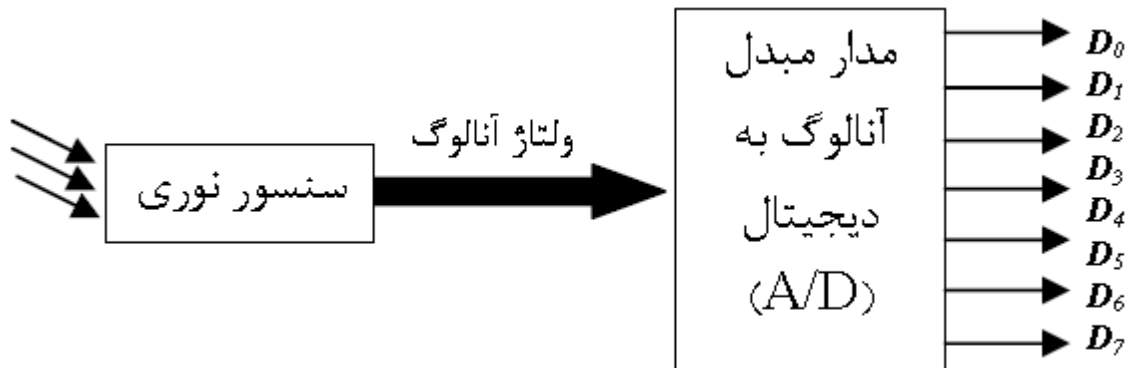 سنسور نوری
ولتاژ آنالوگ
مدار مبدل
آنالوگ به
دیجیتال
(A/D)
D0
D1
D2
D3
D4
D5
D6
D7